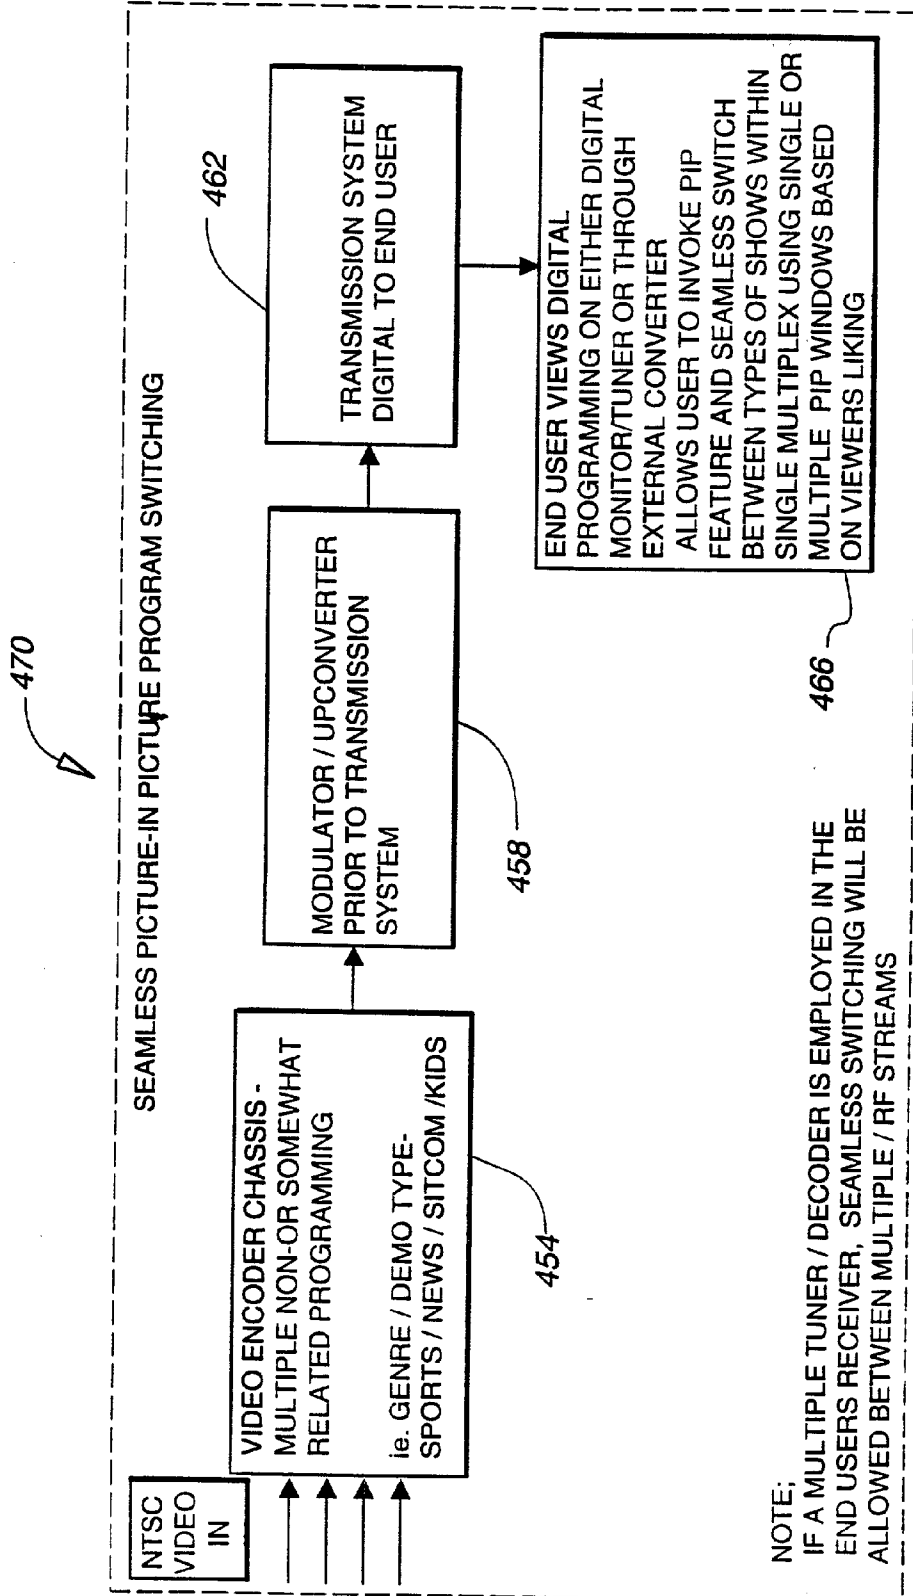 470
SEAMLESS PICTURE-IN PICTURE PROGRAM SWITCHING
NTSC
VIDEO
IN
VIDEO ENCODER CHASSIS -
MULTIPLE NON-OR SOMEWHAT
RELATED PROGRAMMING
ie. GENRE / DEMO TYPE-
SPORTS / NEWS / SITCOM /KIDS
454
MODULATOR / UPCONVERTER
PRIOR TO TRANSMISSION
SYSTEM
458
TRANSMISSION SYSTEM
DIGITAL TO END USER
462
END USER VIEWS DIGITAL
PROGRAMMING ON EITHER DIGITAL
MONITOR/TUNER OR THROUGH
EXTERNAL CONVERTER
ALLOWS USER TO INVOKE PIP
FEATURE AND SEAMLESS SWITCH
BETWEEN TYPES OF SHOWS WITHIN
SINGLE MULTIPLEX USING SINGLE OR
MULTIPLE PIP WINDOWS BASED
ON VIEWERS LIKING
466
NOTE;
IF A MULTIPLE TUNER / DECODER IS EMPLOYED IN THE
END USERS RECEIVER, SEAMLESS SWITCHING WILL BE
ALLOWED BETWEEN MULTIPLE / RF STREAMS